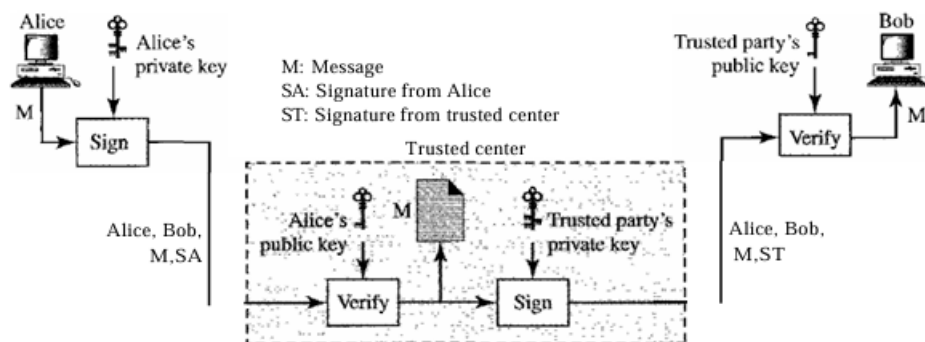 Alice
Alice's
private key
M
Sign
M: Message
SA: Signature from Alice
ST: Signature from trusted center
Trusted party's
public key
Bob
M
Verify
Alice, Bob,
M,SA
Trusted center
Alice's
public key
M
Trusted party's
private key
Verify
Sign
Alice, Bob,
M,ST